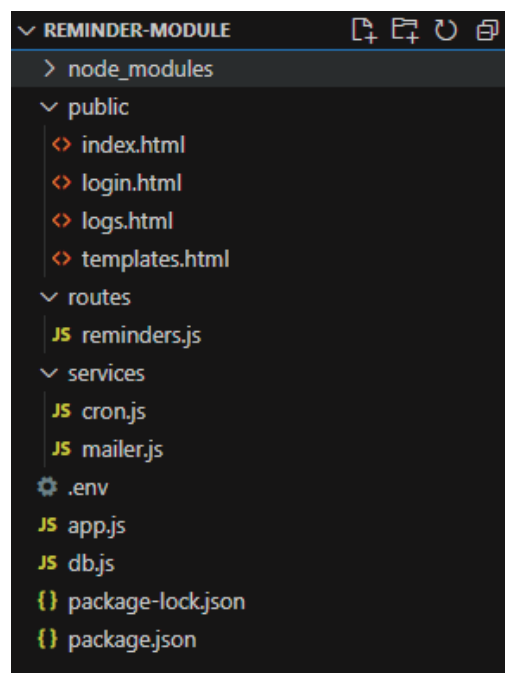 REMINDER-MODULE
node_modules
public
<> index.html
<> login.html
<> logs.html
<> templates.html
routes
JS reminders.js
services
JS cron.js
JS mailer.js
.env
JS app.js
JS db.js
{} package-lock.json
{} package.json